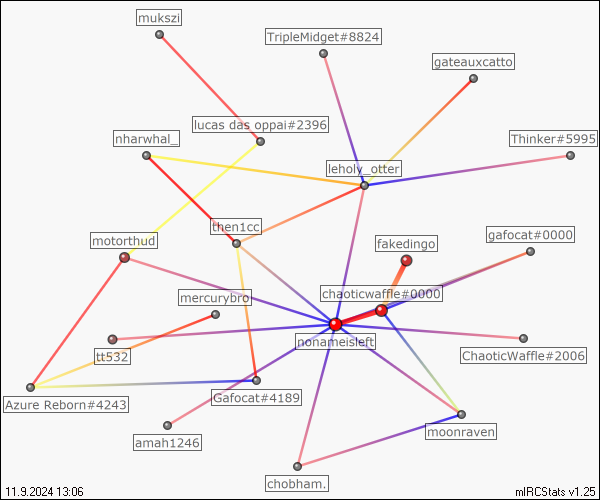 mukszi
TripleMidget#8824
gateauxcatto
lucas das oppai#2396
nharwhal_
Thinker#5995
leholy_otter
then1cc
motorthud
fakedingo
gafocat#0000
mercurybro
chaoticwaffle#0000
nonameisleft
tt532
ChaoticWaffle#2006
Azure Reborn#4243
Gafocat#4189
amah1246
moonraven
chobham.
11.9.2024 13:06
mIRCStats v1.25